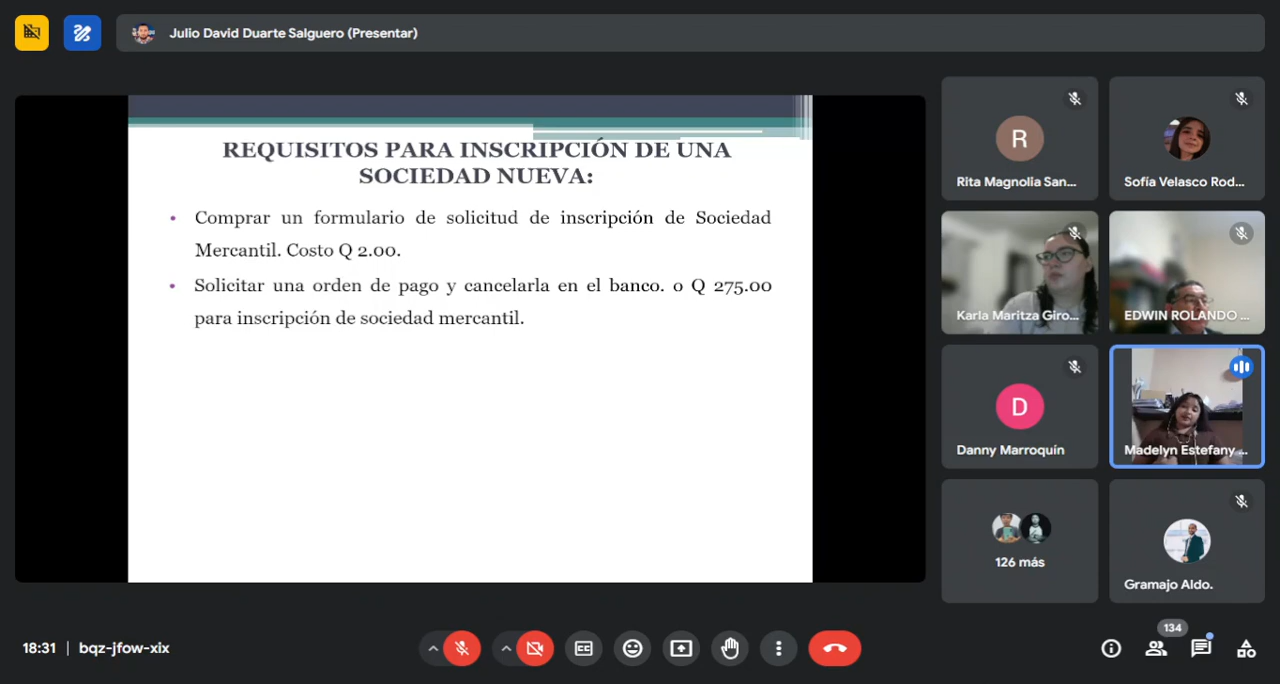 Julio David Duarte Salguero (Presentar)
REQUISITOS PARA INSCRIPCIÓN DE UNA
SOCIEDAD NUEVA:
• Comprar un formulario de solicitud de inscripción de Sociedad
Mercantil. Costo Q 2.00.
• Solicitar una orden de pago y cancelarla en el banco. o Q 275.00
para inscripción de sociedad mercantil.
R
Rita Magnolia San...
Sofía Velasco Rod...
Karla Maritza Giro...
EDWIN ROLANDO ...
D
Danny Marroquín
Madelyn Estefany ...
126 más
Gramajo Aldo.
18:31 | bqz-jfow-xix
CC
134